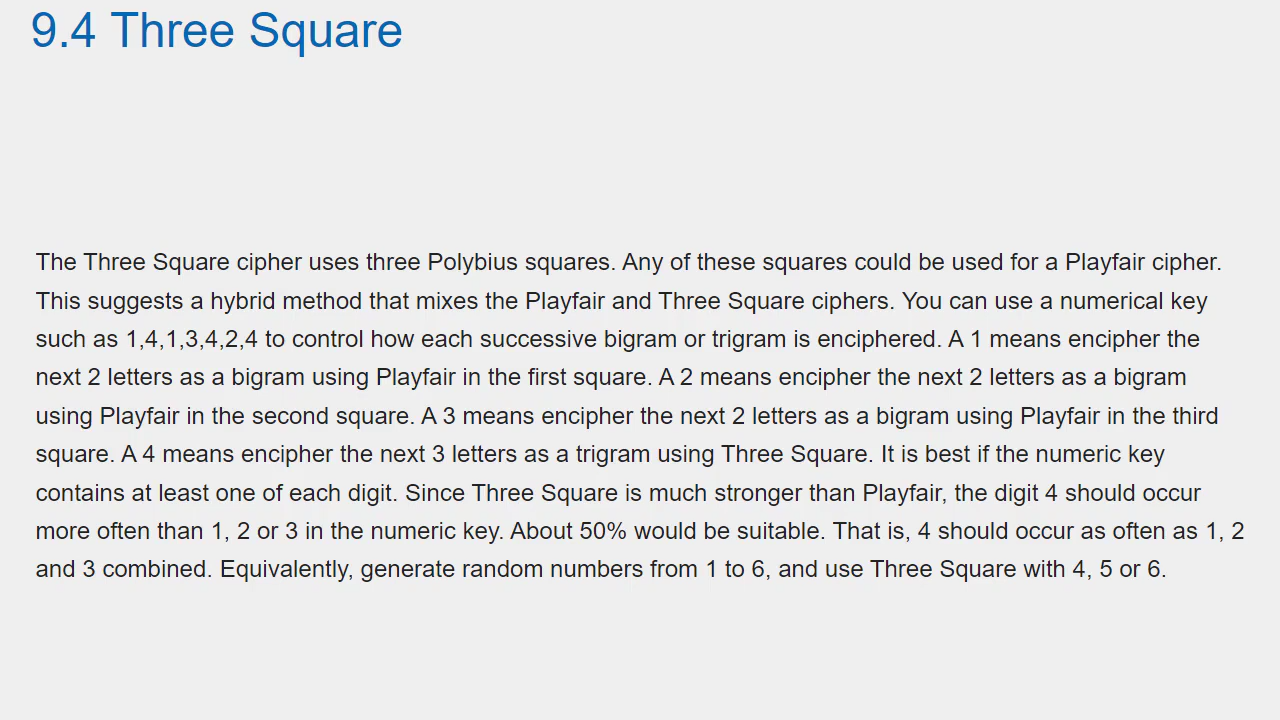 9.4 Three Square
The Three Square cipher uses three Polybius squares. Any of these squares could be used for a Playfair cipher.
This suggests a hybrid method that mixes the Playfair and Three Square ciphers. You can use a numerical key
such as 1,4,1,3,4,2,4 to control how each successive bigram or trigram is enciphered. A 1 means encipher the
next 2 letters as a bigram using Playfair in the first square. A 2 means encipher the next 2 letters as a bigram
using Playfair in the second square. A 3 means encipher the next 2 letters as a bigram using Playfair in the third
square. A 4 means encipher the next 3 letters as a trigram using Three Square. It is best if the numeric key
contains at least one of each digit. Since Three Square is much stronger than Playfair, the digit 4 should occur
more often than 1, 2 or 3 in the numeric key. About 50% would be suitable. That is, 4 should occur as often as 1, 2
and 3 combined. Equivalently, generate random numbers from 1 to 6, and use Three Square with 4, 5 or 6.